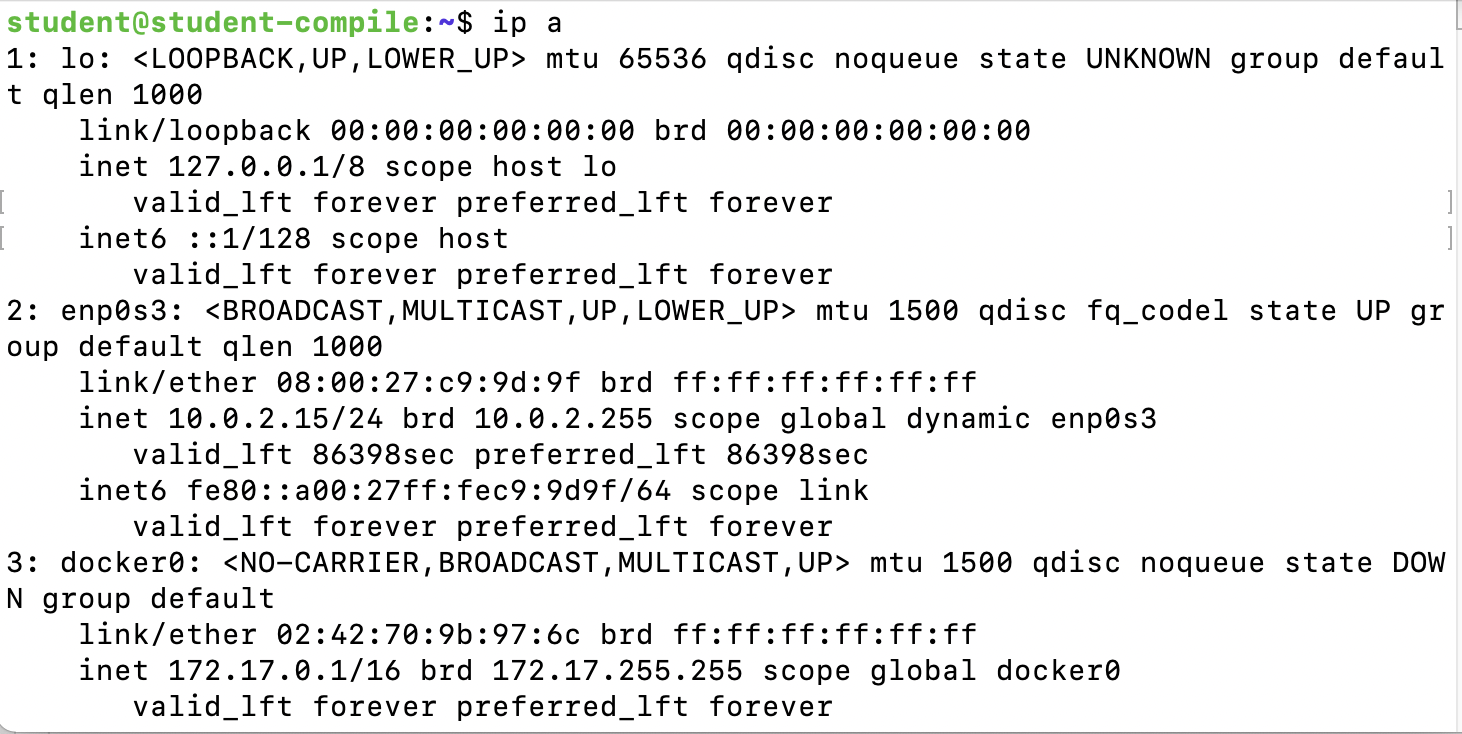 student@student-compile:~$ ip a
1: lo: <LOOPBACK,UP,LOWER_UP> mtu 65536 qdisc noqueue state UNKNOWN group defaul
t qlen 1000
    link/loopback 00:00:00:00:00:00 brd 00:00:00:00:00:00
    inet 127.0.0.1/8 scope host lo
       valid_lft forever preferred_lft forever
    inet6 ::1/128 scope host
       valid_lft forever preferred_lft forever
2: enp0s3: <BROADCAST,MULTICAST,UP,LOWER_UP> mtu 1500 qdisc fq_codel state UP gr
oup default qlen 1000
    link/ether 08:00:27:c9:9d:9f brd ff:ff:ff:ff:ff:ff
    inet 10.0.2.15/24 brd 10.0.2.255 scope global dynamic enp0s3
       valid_lft 86398sec preferred_lft 86398sec
    inet6 fe80::a00:27ff:fec9:9d9f/64 scope link
       valid_lft forever preferred_lft forever
3: docker0: <NO-CARRIER,BROADCAST,MULTICAST,UP> mtu 1500 qdisc noqueue state DOW
N group default
    link/ether 02:42:70:9b:97:6c brd ff:ff:ff:ff:ff:ff
    inet 172.17.0.1/16 brd 172.17.255.255 scope global docker0
       valid_lft forever preferred_lft forever